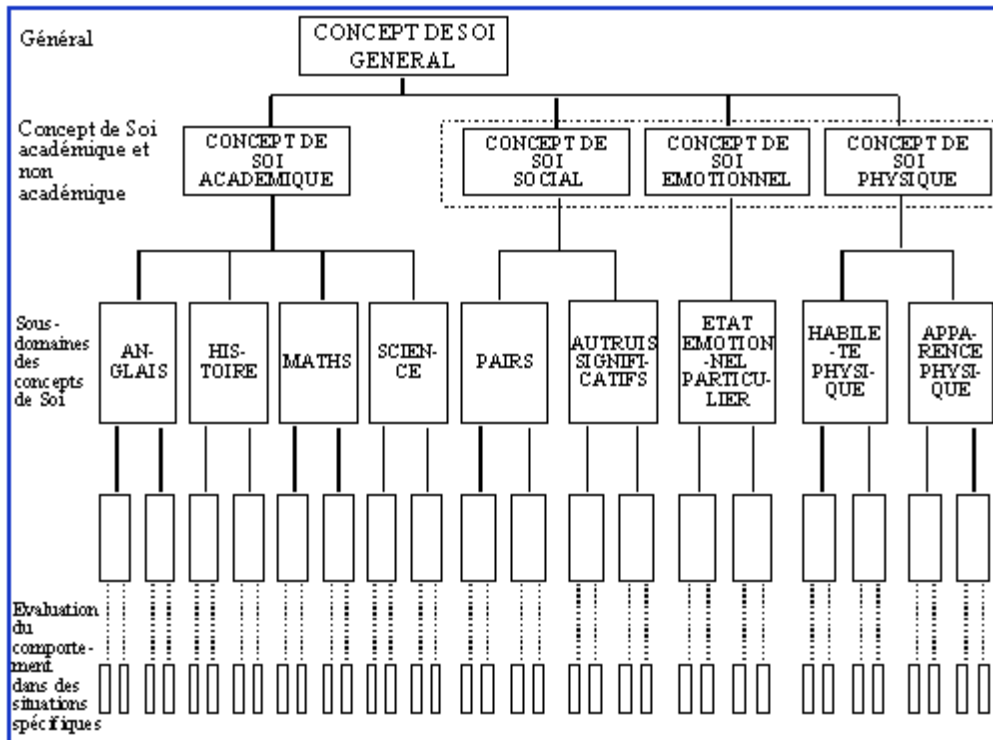 Général
CONCEPT DE SOI
GENERAL
Concept de Soi
académique et
non
académique
CONCEPT DE
SOI
ACADEMIQUE
CONCEPT DE
SOI
SOCIAL
CONCEPT DE
SOI
EMOTIONNEL
CONCEPT DE
SOI
PHYSIQUE
Sous-
domaines
des
concepts
de Soi
AN-
GLAIS
HIS-
TOIRE
MATHS
SCIEN-
CE
PAIRS
AUTRUIS
SIGNIFI-
CATIFS
ETAT
EMOTION
-NEL
PARTICU-
LIER
HABILE
-TE
PHYSI-
QUE
APPA-
RENCE
PHYSI-
QUE
Evaluation
du
comporte-
ment
dans des
situations
spécifiques